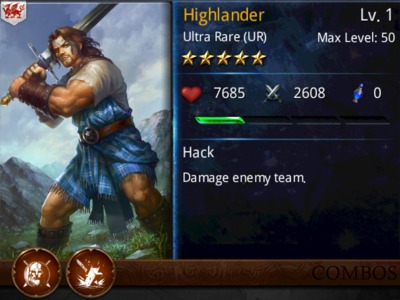 Highlander Lv. 1
Ultra Rare (UR) Max Level: 50
7685 2608 0
Hack
Damage enemy team.
COMBOS